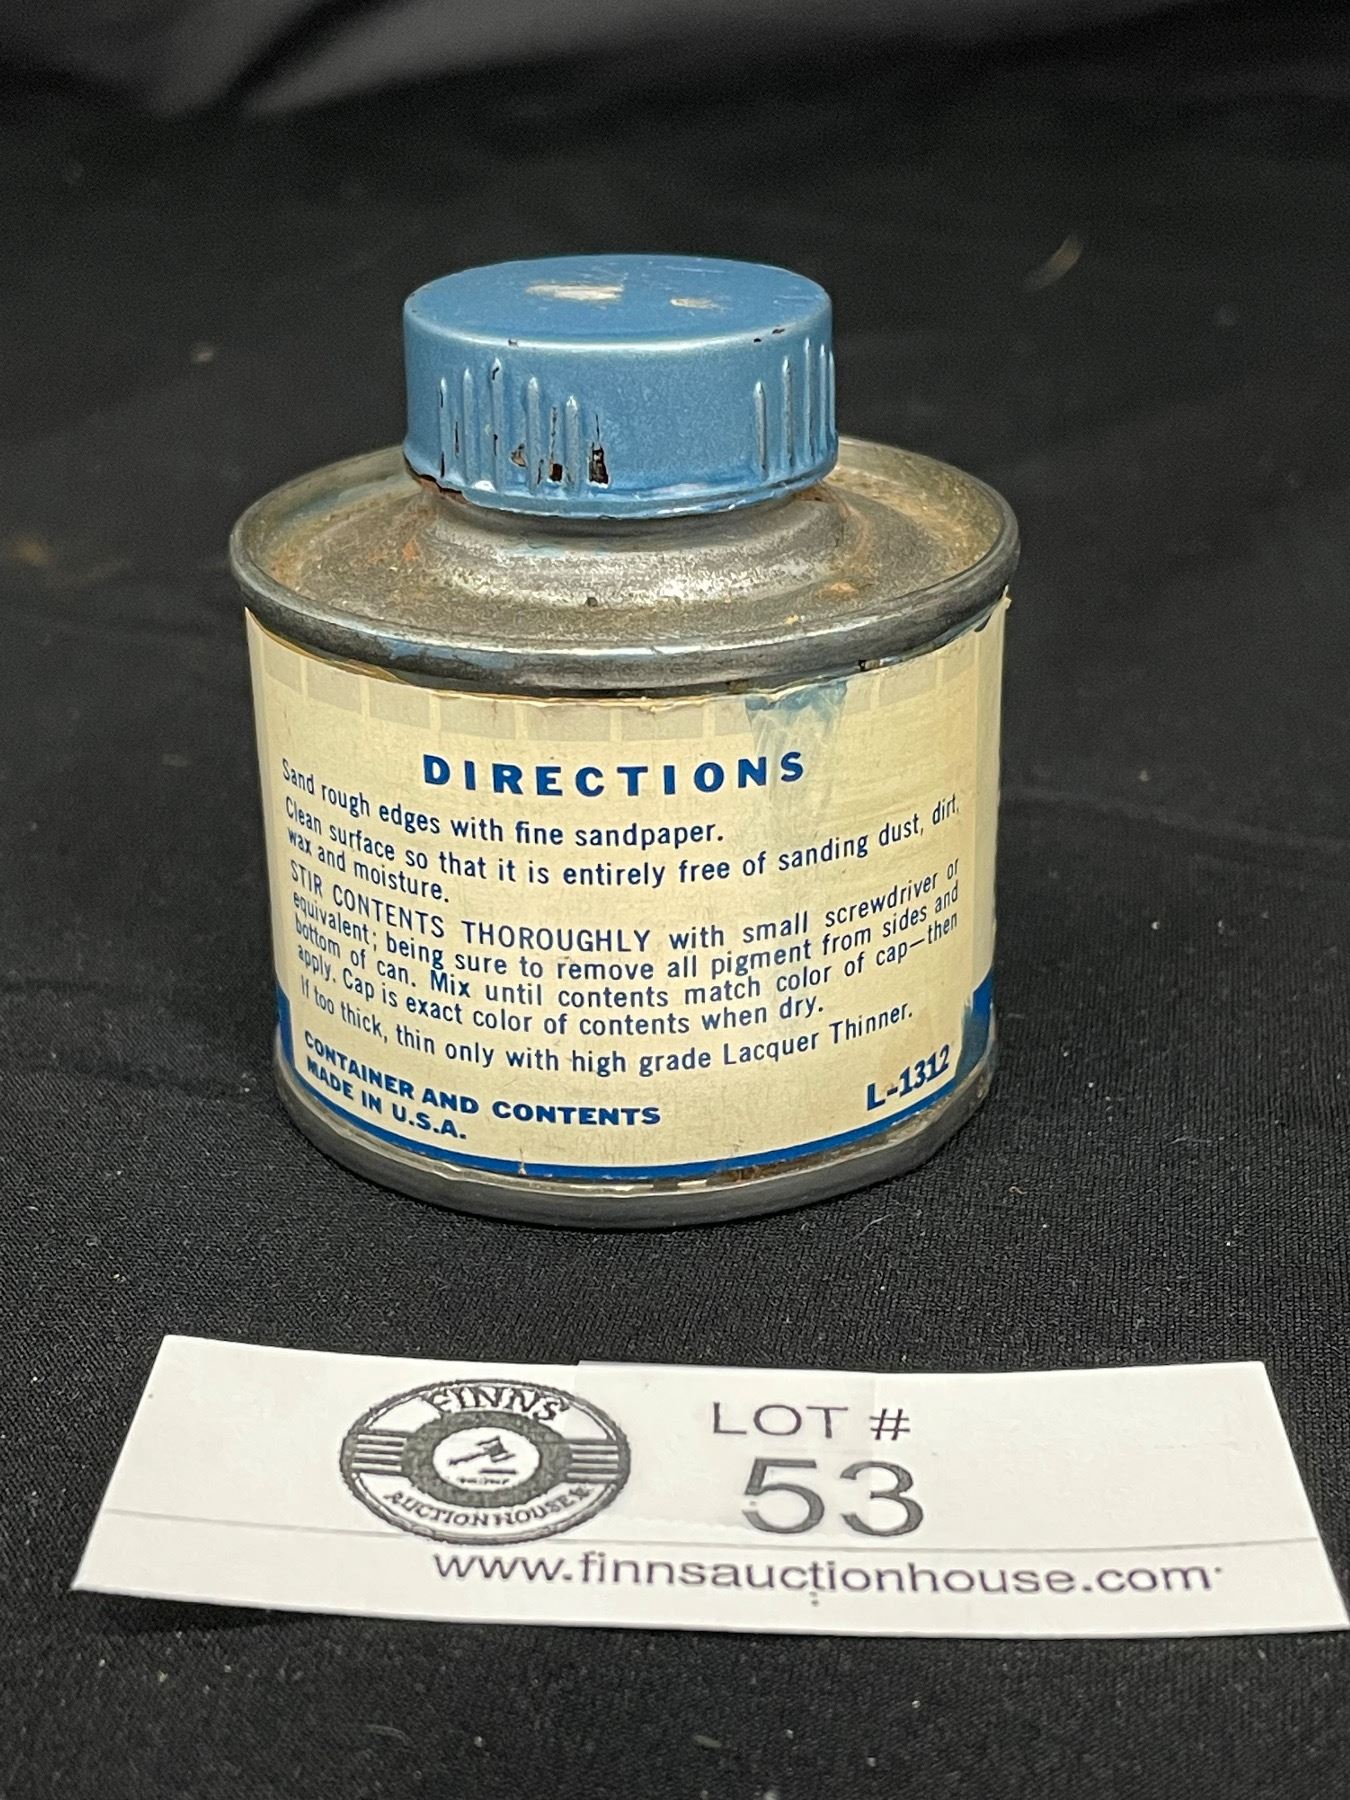 DIRECTIONS
Sand rough edges with fine sandpaper.
Clean surface so that it is entirely free of sanding dust, dirt,
wax and moisture.
STIR CONTENTS THOROUGHLY with small screwdriver or
equivalent; being sure to remove all pigment from sides and
bottom of can. Mix until contents match color of cap—then
apply. Cap is exact color of contents when dry.
If too thick, thin only with high grade Lacquer Thinner.
CONTAINER AND CONTENTS
MADE IN U.S.A.
L-1312
FINNS
AUCTION HOUSE
LOT #
53
www.finnsauctionhouse.com